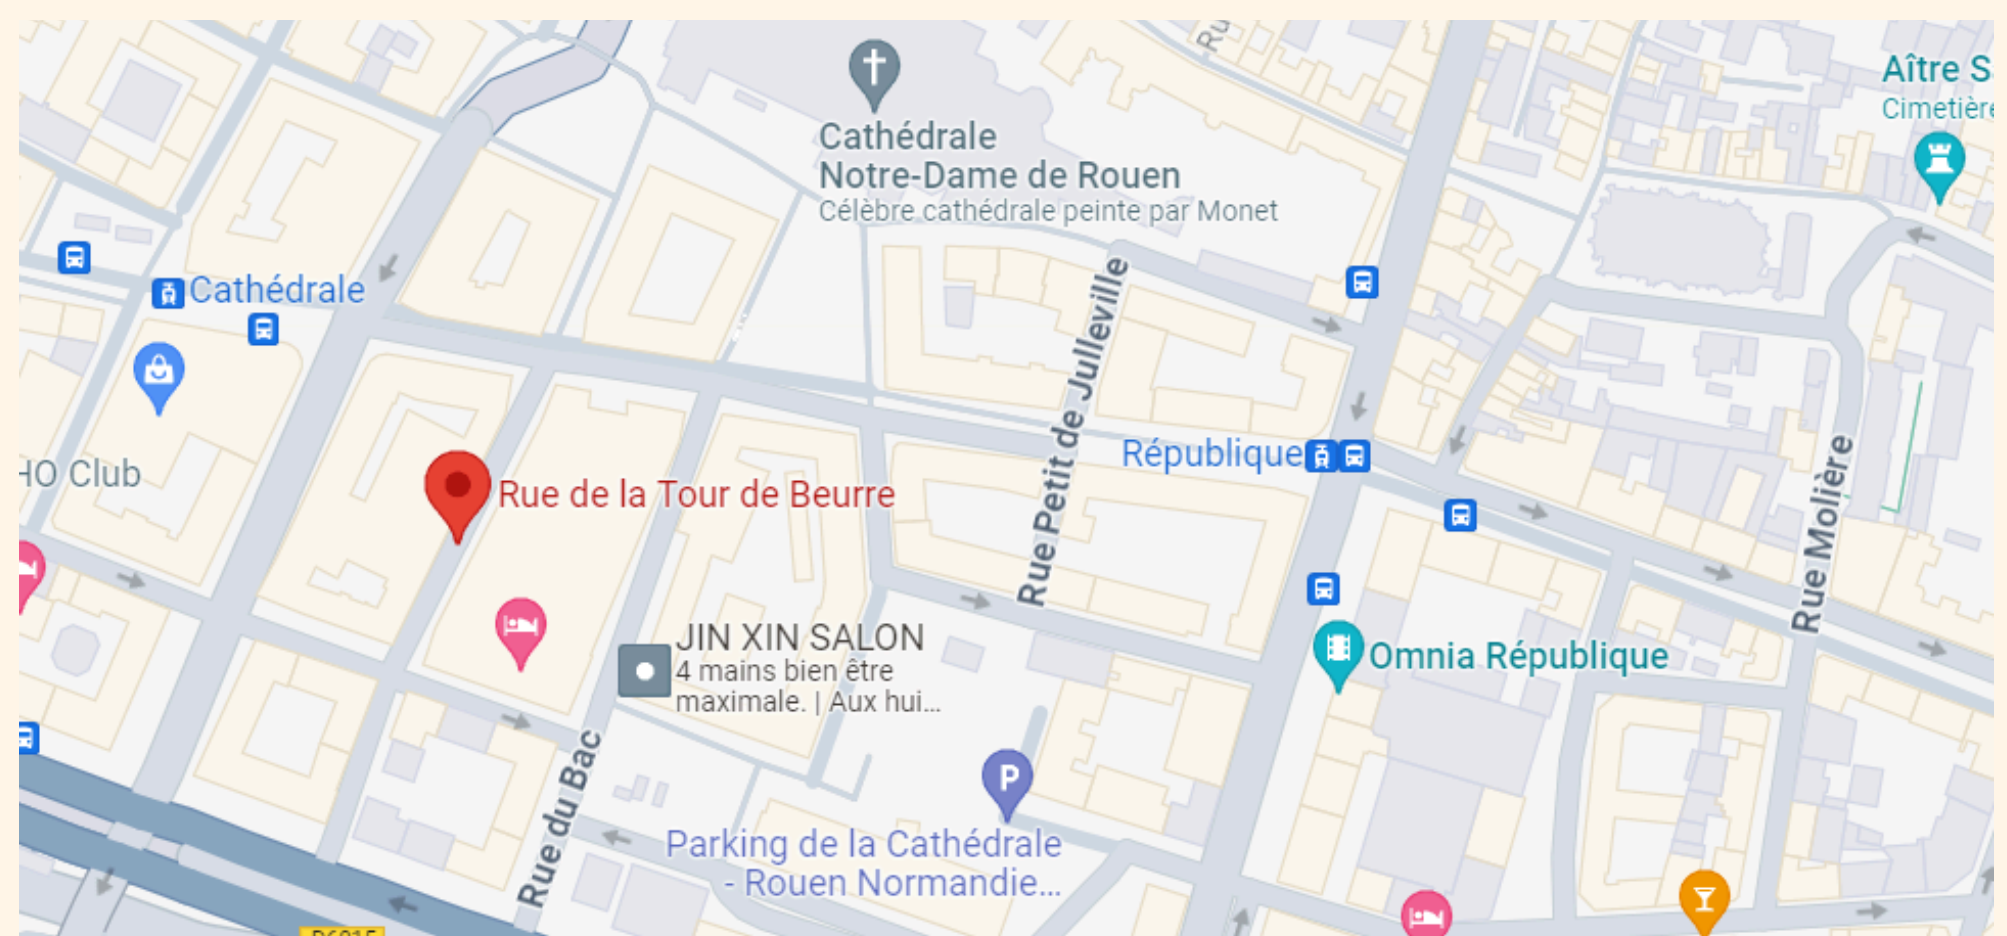 Ru
Aître S
Cimetière
Cathédrale
Notre-Dame de Rouen
Célèbre cathédrale peinte par Monet
Cathédrale
Rue Petit de Julleville
République
HO Club
Rue de la Tour de Beurre
Rue Molière
JIN XIN SALON
4 mains bien être
maximale. | Aux hui...
Omnia République
Rue du Bac
P
Parking de la Cathédrale
- Rouen Normandie...
D6015